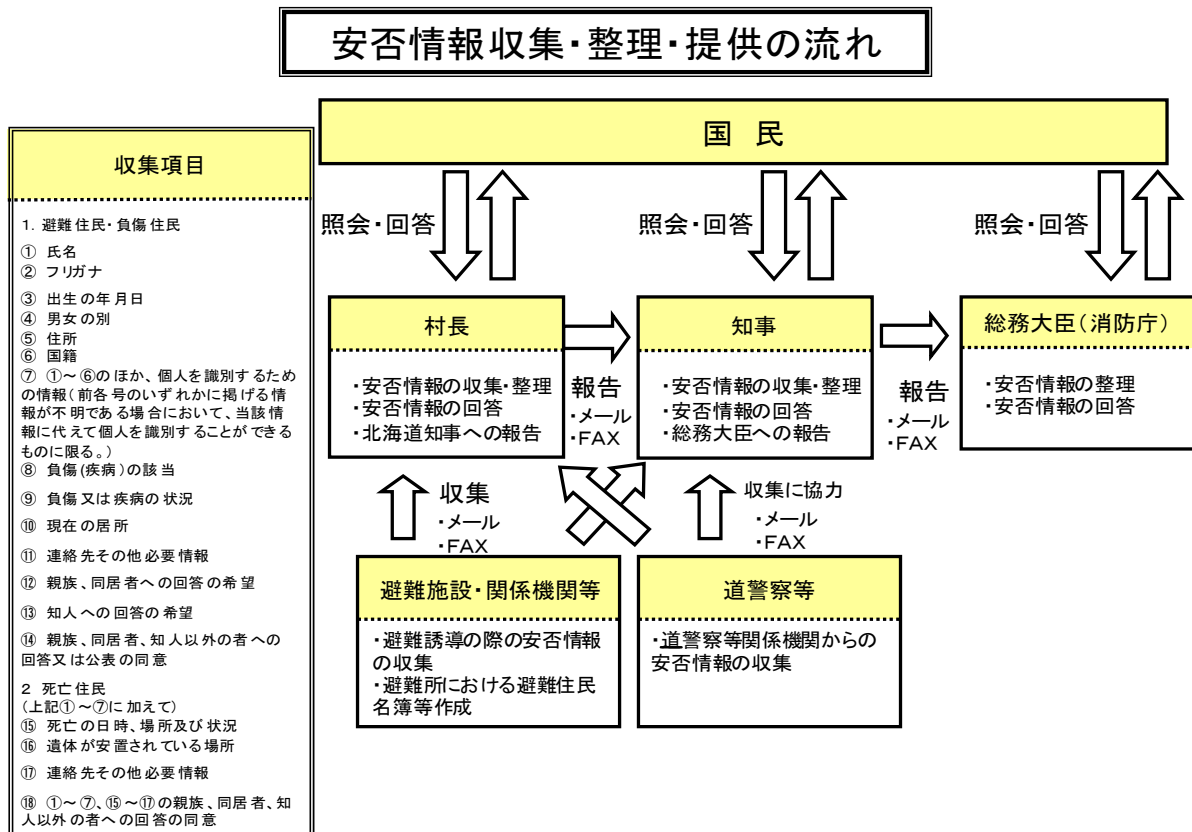 安否情報収集・整理・提供の流れ
国 民
収集項目
1. 避難住民・負傷住民
① 氏名
② フリガナ
③ 出生の年月日
④ 男女の別
⑤ 住所
⑥ 国籍
⑦ ①～⑥のほか、個人を識別するため
の情報(前各号のいずれかに掲げる情
報が不明である場合において、当該情
報に代えて個人を識別することができる
ものに限る。)
⑧ 負傷(疾病)の該当
⑨ 負傷又は疾病の状況
⑩ 現在の居所
⑪ 連絡先その他必要情報
⑫ 親族、同居者への回答の希望
⑬ 知人への回答の希望
⑭ 親族、同居者、知人以外の者への
回答又は公表の同意
2 死亡住民
(上記①～⑦に加えて)
⑮ 死亡の日時、場所及び状況
⑯ 遺体が安置されている場所
⑰ 連絡先その他必要情報
⑱ ①～⑦、⑮～⑰の親族、同居者、知
人以外の者への回答の同意
照会・回答
照会・回答
照会・回答
村長
・安否情報の収集・整理
・安否情報の回答
・北海道知事への報告
報告
・メール
・FAX
知事
・安否情報の収集・整理
・安否情報の回答
・総務大臣への報告
報告
・メール
・FAX
総務大臣(消防庁)
・安否情報の整理
・安否情報の回答
収集
・メール
・FAX
収集に協力
・メール
・FAX
避難施設・関係機関等
・避難誘導の際の安否情報
の収集
・避難所における避難住民
名簿等作成
道警察等
・道警察等関係機関からの
安否情報の収集